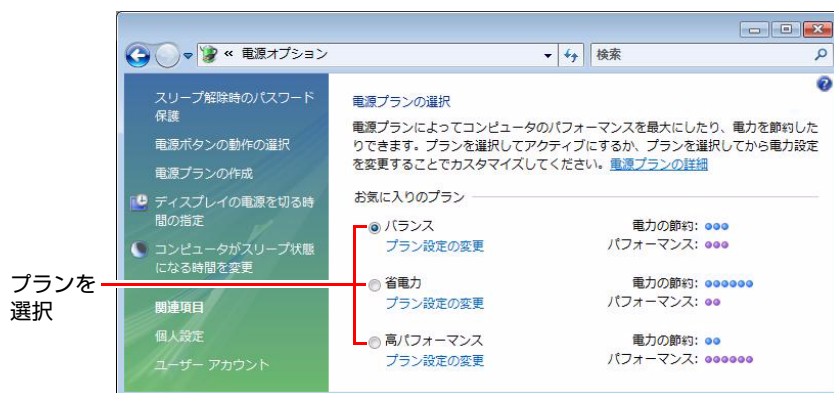 « 電源オプション
検索
スリープ解除時のパスワード
保護
電源ボタンの動作の選択
電源プランの作成
ディスプレイの電源を切る時
間の指定
コンピュータがスリープ状態
になる時間を変更
関連項目
個人設定
ユーザー アカウント
電源プランの選択
電源プランによってコンピュータのパフォーマンスを最大にしたり、電力を節約した
りできます。プランを選択してアクティブにするか、プランを選択してから電力設定
を変更することでカスタマイズしてください。電源プランの詳細
お気に入りのプラン
バランス 電力の節約:
プラン設定の変更 パフォーマンス:
省電力 電力の節約:
プラン設定の変更 パフォーマンス:
高パフォーマンス 電力の節約:
プラン設定の変更 パフォーマンス:
プランを
選択